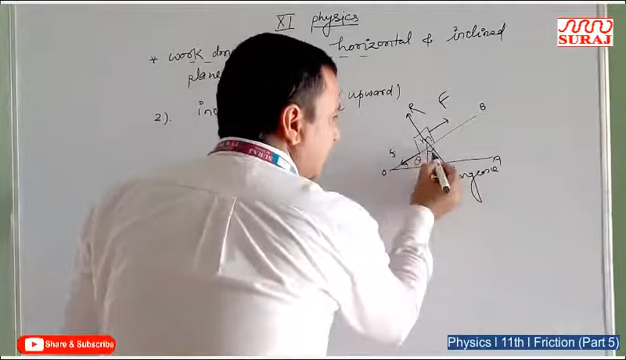 XI physics
* work done horizontal & inclined
plane
2). inc upward)
R F B
θ
O A
SURAJ
Share & Subscribe
Physics I 11th I Friction (Part 5)